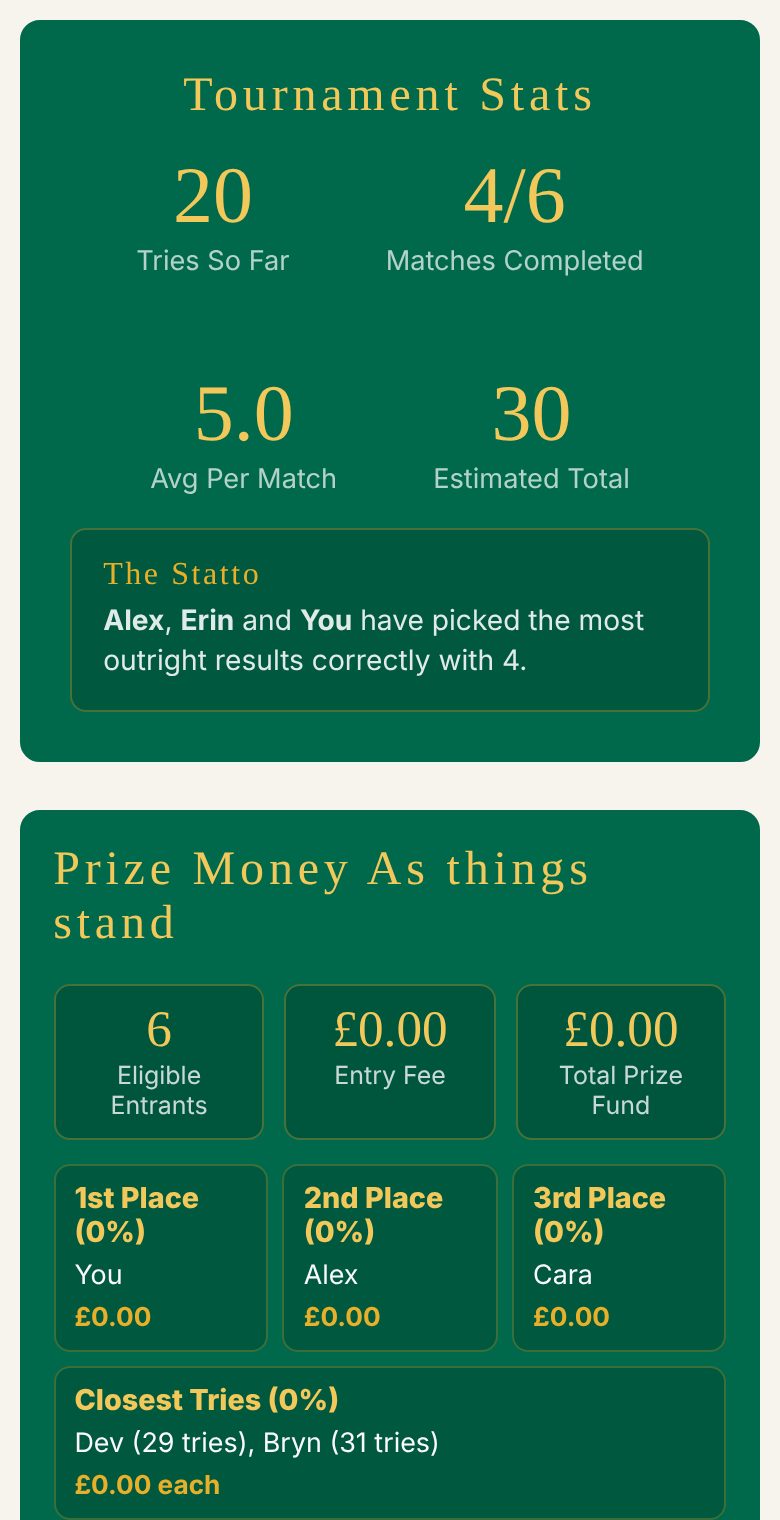 Tournament Stats
20
Tries So Far
4/6
Matches Completed
5.0
Avg Per Match
30
Estimated Total
The Statto
Alex, Erin and You have picked the most
outright results correctly with 4.
Prize Money As things
stand
6
Eligible
Entrants
£0.00
Entry Fee
£0.00
Total Prize
Fund
1st Place
(0%)
You
£0.00
2nd Place
(0%)
Alex
£0.00
3rd Place
(0%)
Cara
£0.00
Closest Tries (0%)
Dev (29 tries), Bryn (31 tries)
£0.00 each